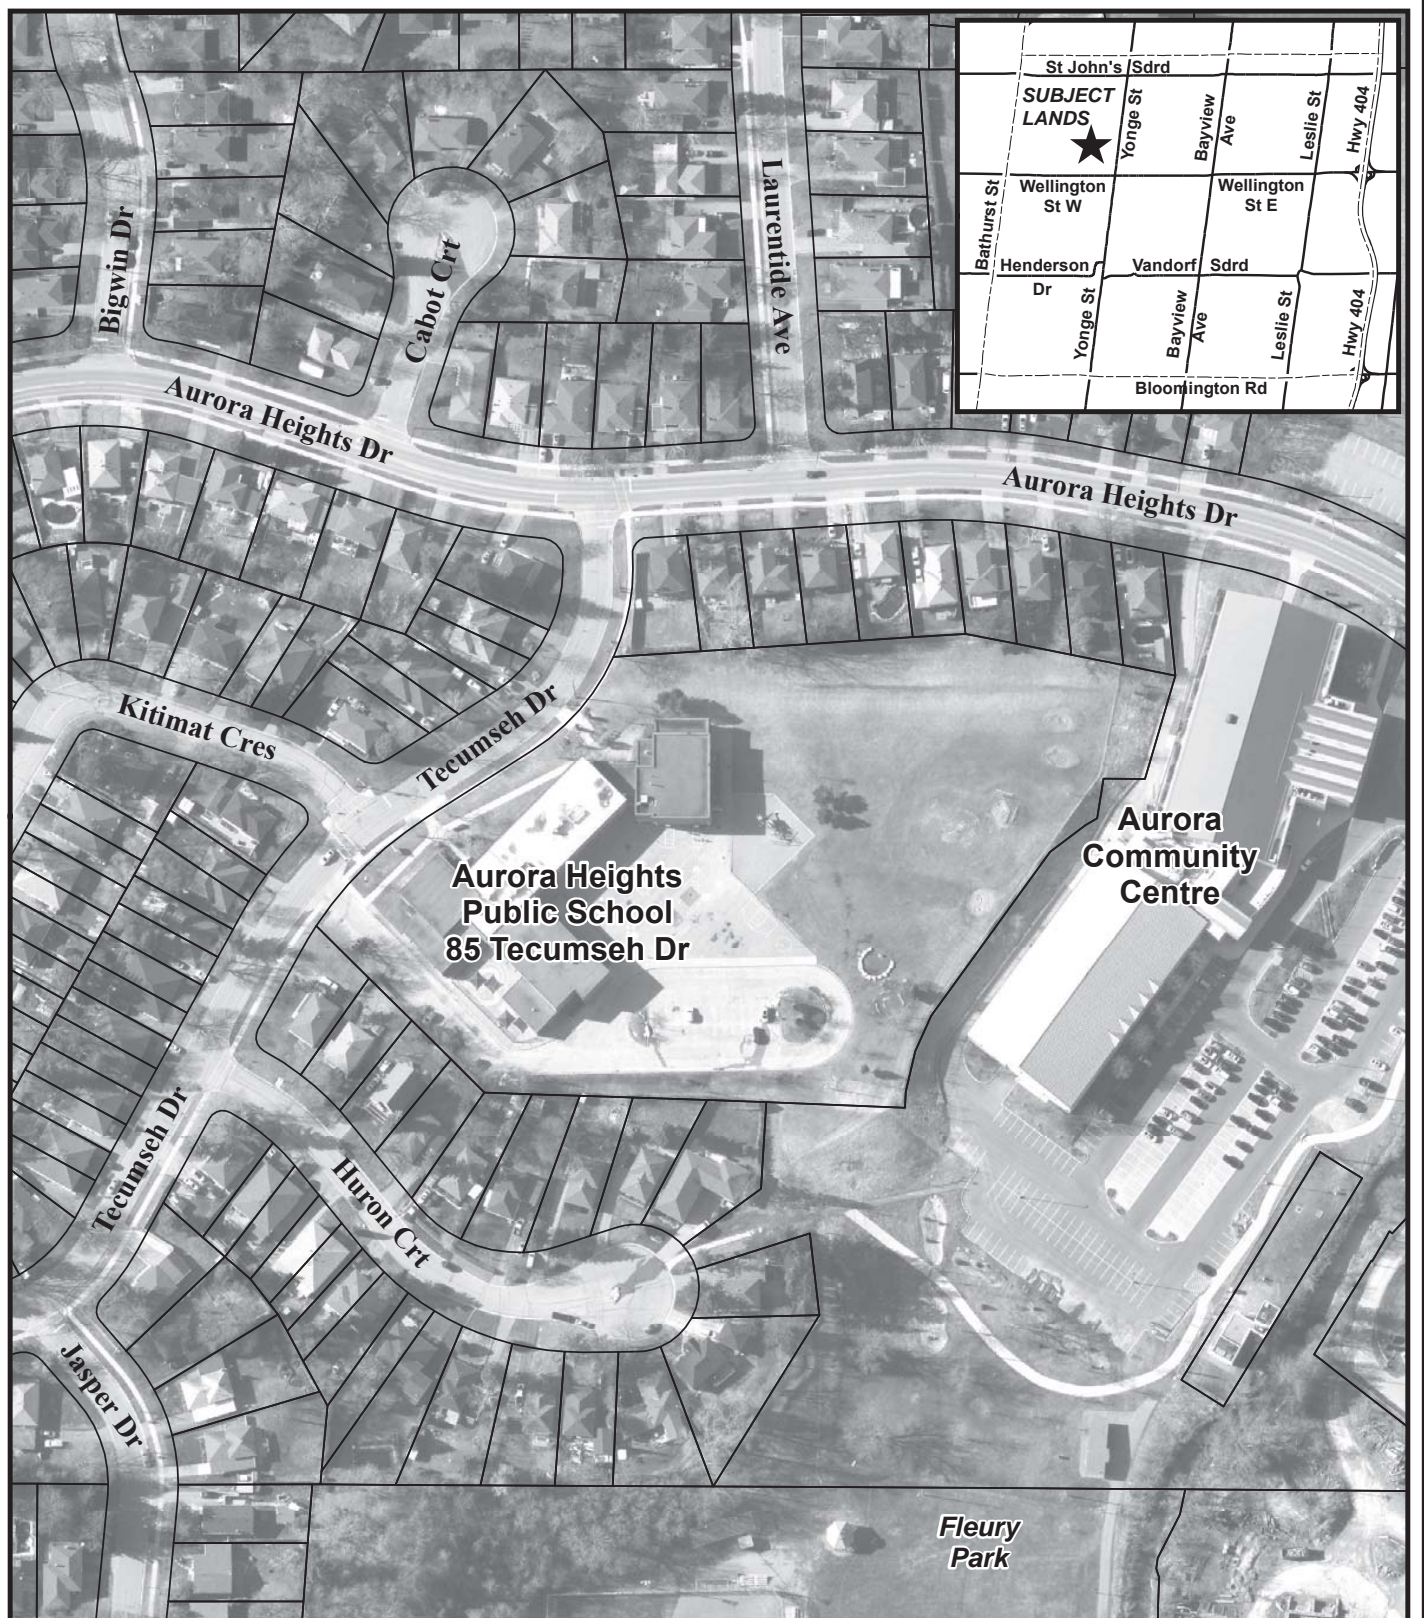 St John's Sdrd
SUBJECT
LANDS
Yonge St
Bayview
Ave
Leslie St
Hwy 404
Bathurst St
Wellington
St W
Wellington
St E
Henderson
Dr
Vandorf Sdrd
Yonge St
Bayview
Ave
Leslie St
Hwy 404
Bloomington Rd
Bigwin Dr
Cabot Crt
Laurentide Ave
Aurora Heights Dr
Aurora Heights Dr
Kitimat Cres
Tecumseh Dr
Aurora
Community
Centre
Aurora Heights
Public School
85 Tecumseh Dr
Tecumseh Dr
Huron Crt
Jasper Dr
Fleury
Park